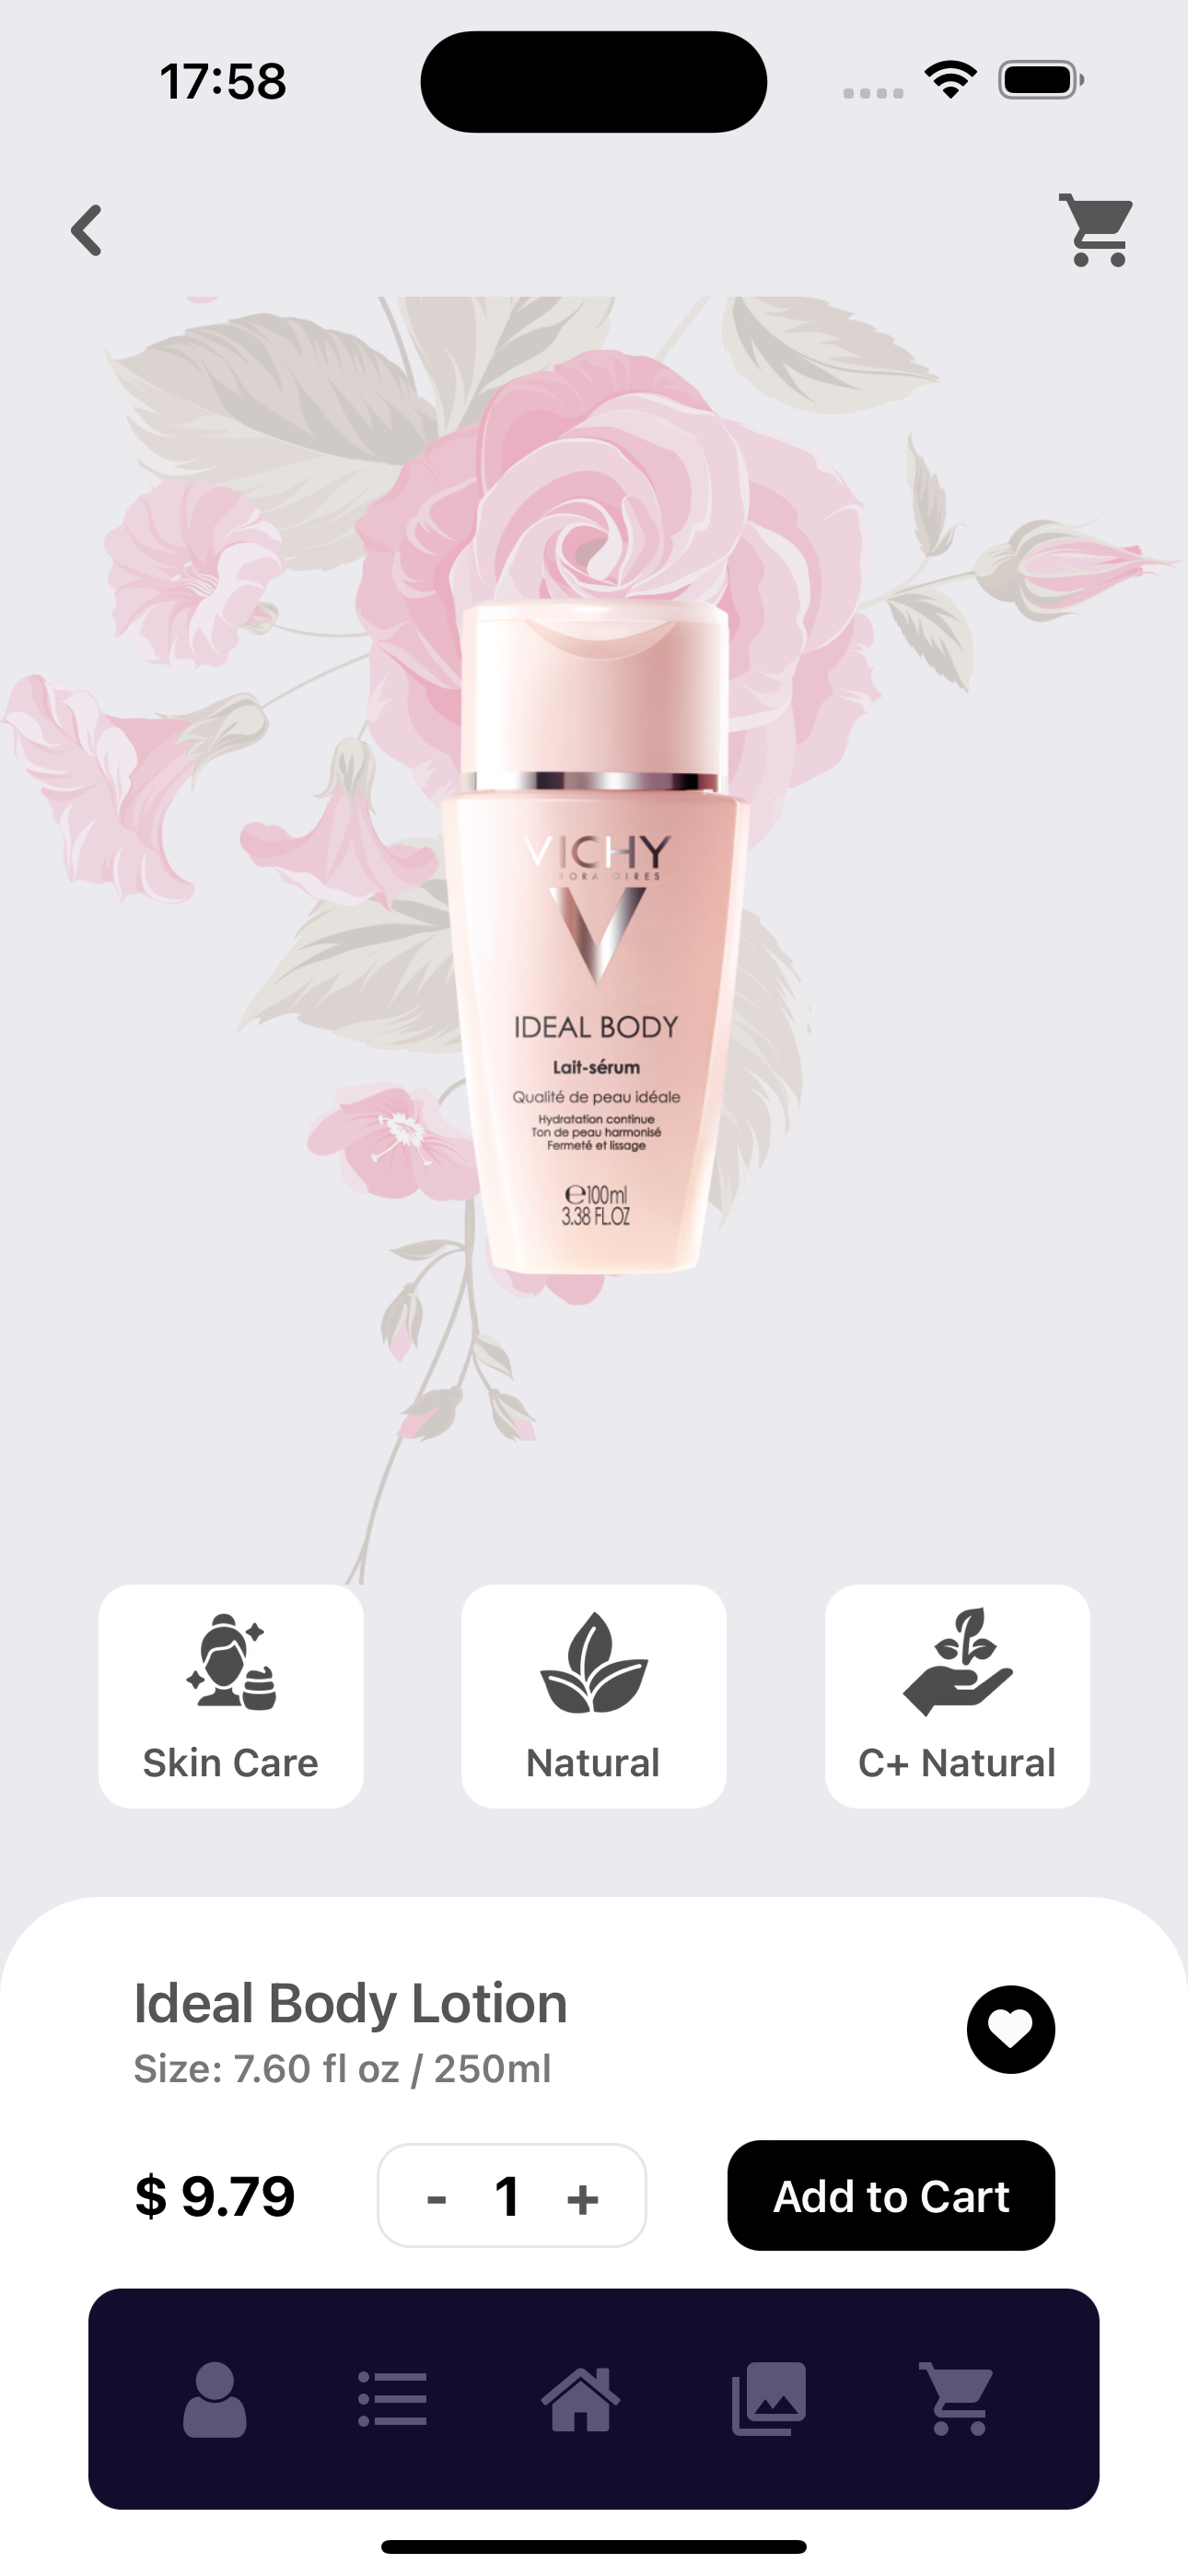 17:58
VICHY
LABORATOIRES
V
IDEAL BODY
Lait-sérum
Qualité de peau idéale
Hydratation continue
Ton de peau harmonisé
Fermeté et lissage
℮100ml
3.38 FL.OZ
Skin Care
Natural
C+ Natural
Ideal Body Lotion
Size: 7.60 fl oz / 250ml
$ 9.79
- 1 +
Add to Cart